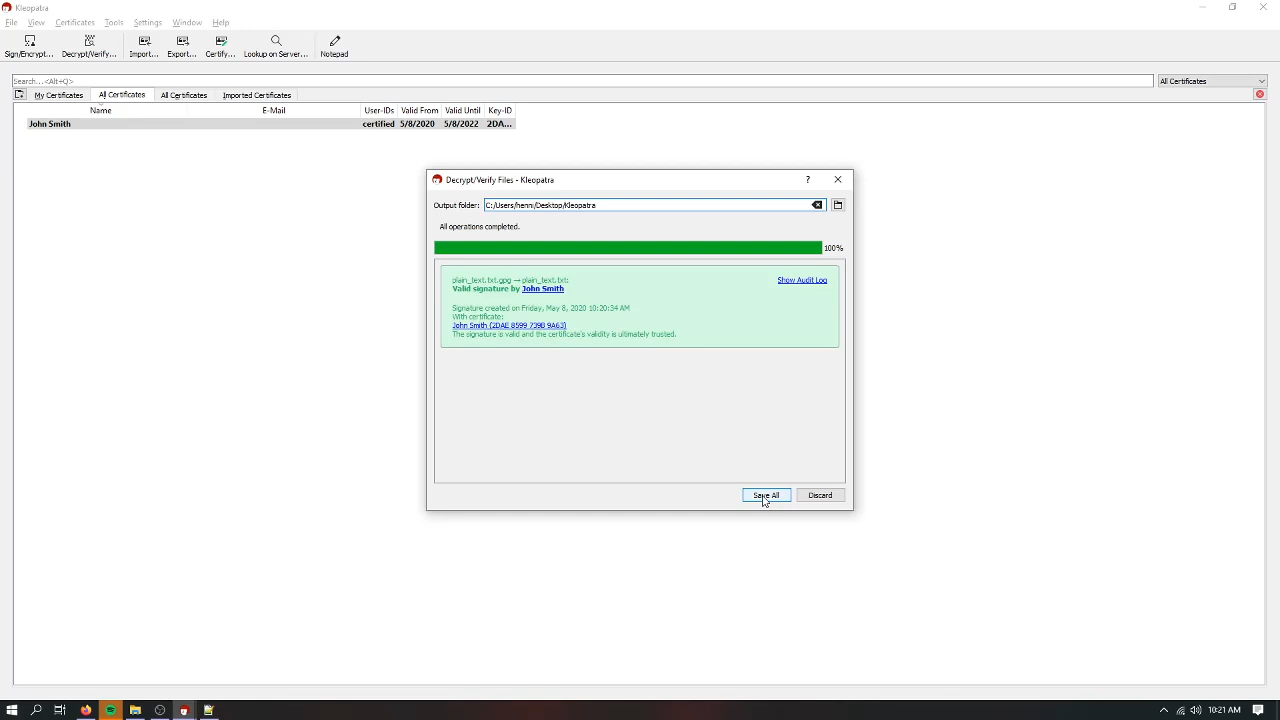 Kleopatra
File View Certificates Tools Settings Window Help
Sign/Encrypt... Decrypt/Verify... Import... Export... Certify... Lookup on Server... Notepad
Search...<Alt+Q> All Certificates
My Certificates All Certificates All Certificates Imported Certificates
Name E-Mail User-IDs Valid From Valid Until Key-ID
John Smith certified 5/8/2020 5/8/2022 2DA...
Decrypt/Verify Files - Kleopatra
Output folder: C:/Users/henni/Desktop/Kleopatra
All operations completed.
100%
plain_text.txt.gpg → plain_text.txt: Show Audit Log
Valid signature by John Smith
Signature created on Friday, May 8, 2020 10:20:34 AM
With certificate:
John Smith (2DAE 8599 739B 9A63)
The signature is valid and the certificate's validity is ultimately trusted.
Save All Discard
10:21 AM